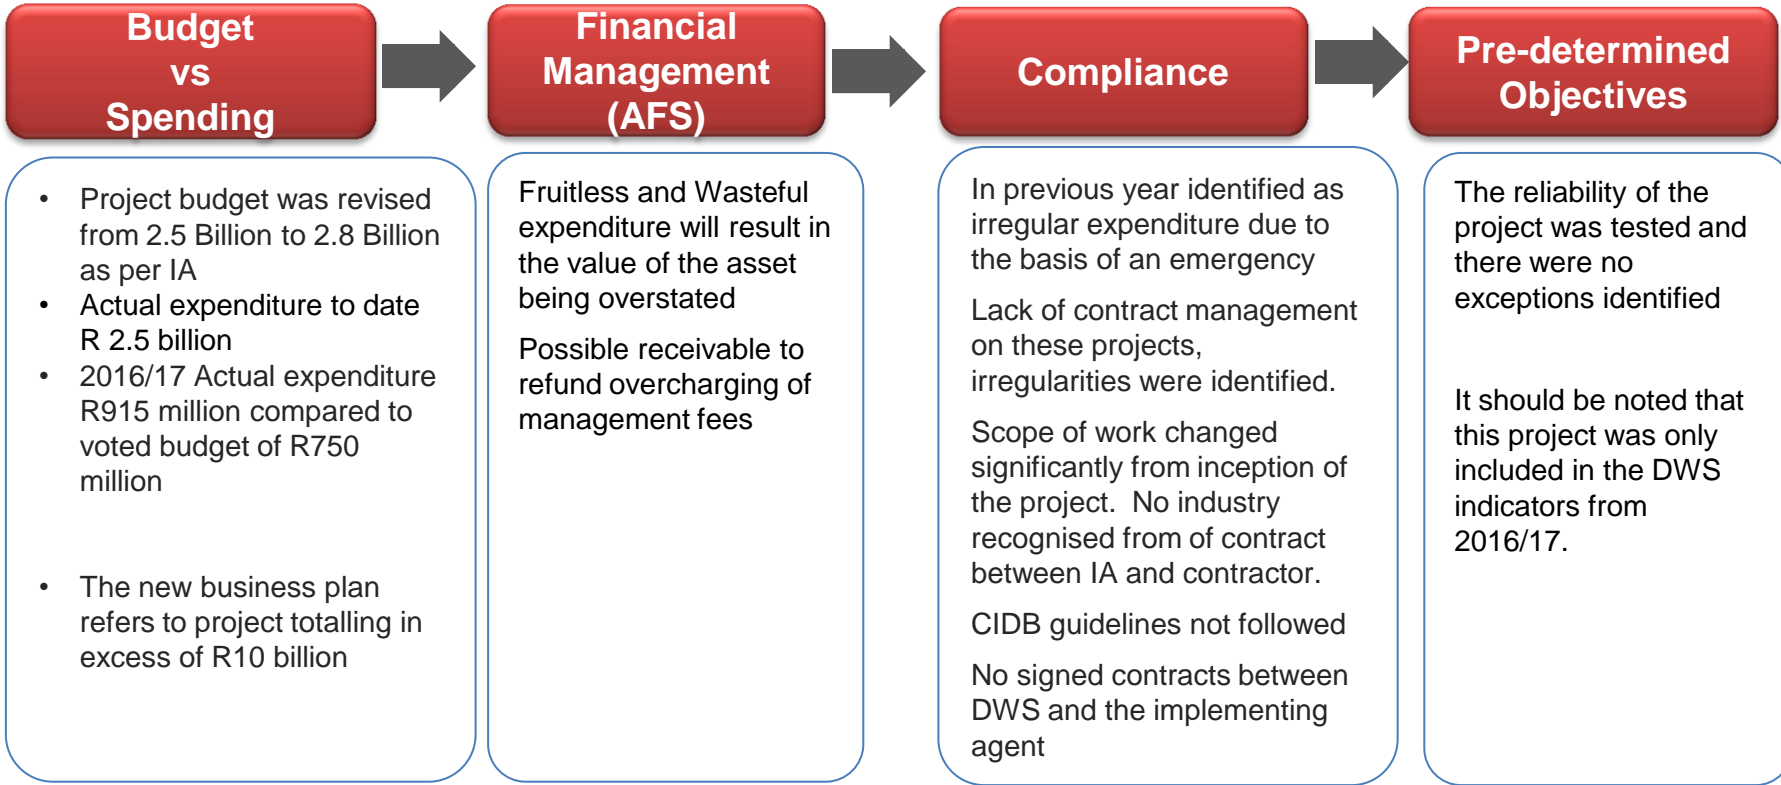 Budget
vs
Spending
Financial
Management
(AFS)
Compliance
Pre-determined
Objectives
• Project budget was revised
from 2.5 Billion to 2.8 Billion
as per IA
• Actual expenditure to date
R 2.5 billion
• 2016/17 Actual expenditure
R915 million compared to
voted budget of R750
million
• The new business plan
refers to project totalling in
excess of R10 billion
Fruitless and Wasteful
expenditure will result in
the value of the asset
being overstated
Possible receivable to
refund overcharging of
management fees
In previous year identified as
irregular expenditure due to
the basis of an emergency
Lack of contract management
on these projects,
irregularities were identified.
Scope of work changed
significantly from inception of
the project.  No industry
recognised from of contract
between IA and contractor.
CIDB guidelines not followed
No signed contracts between
DWS and the implementing
agent
The reliability of the
project was tested and
there were no
exceptions identified
It should be noted that
this project was only
included in the DWS
indicators from
2016/17.